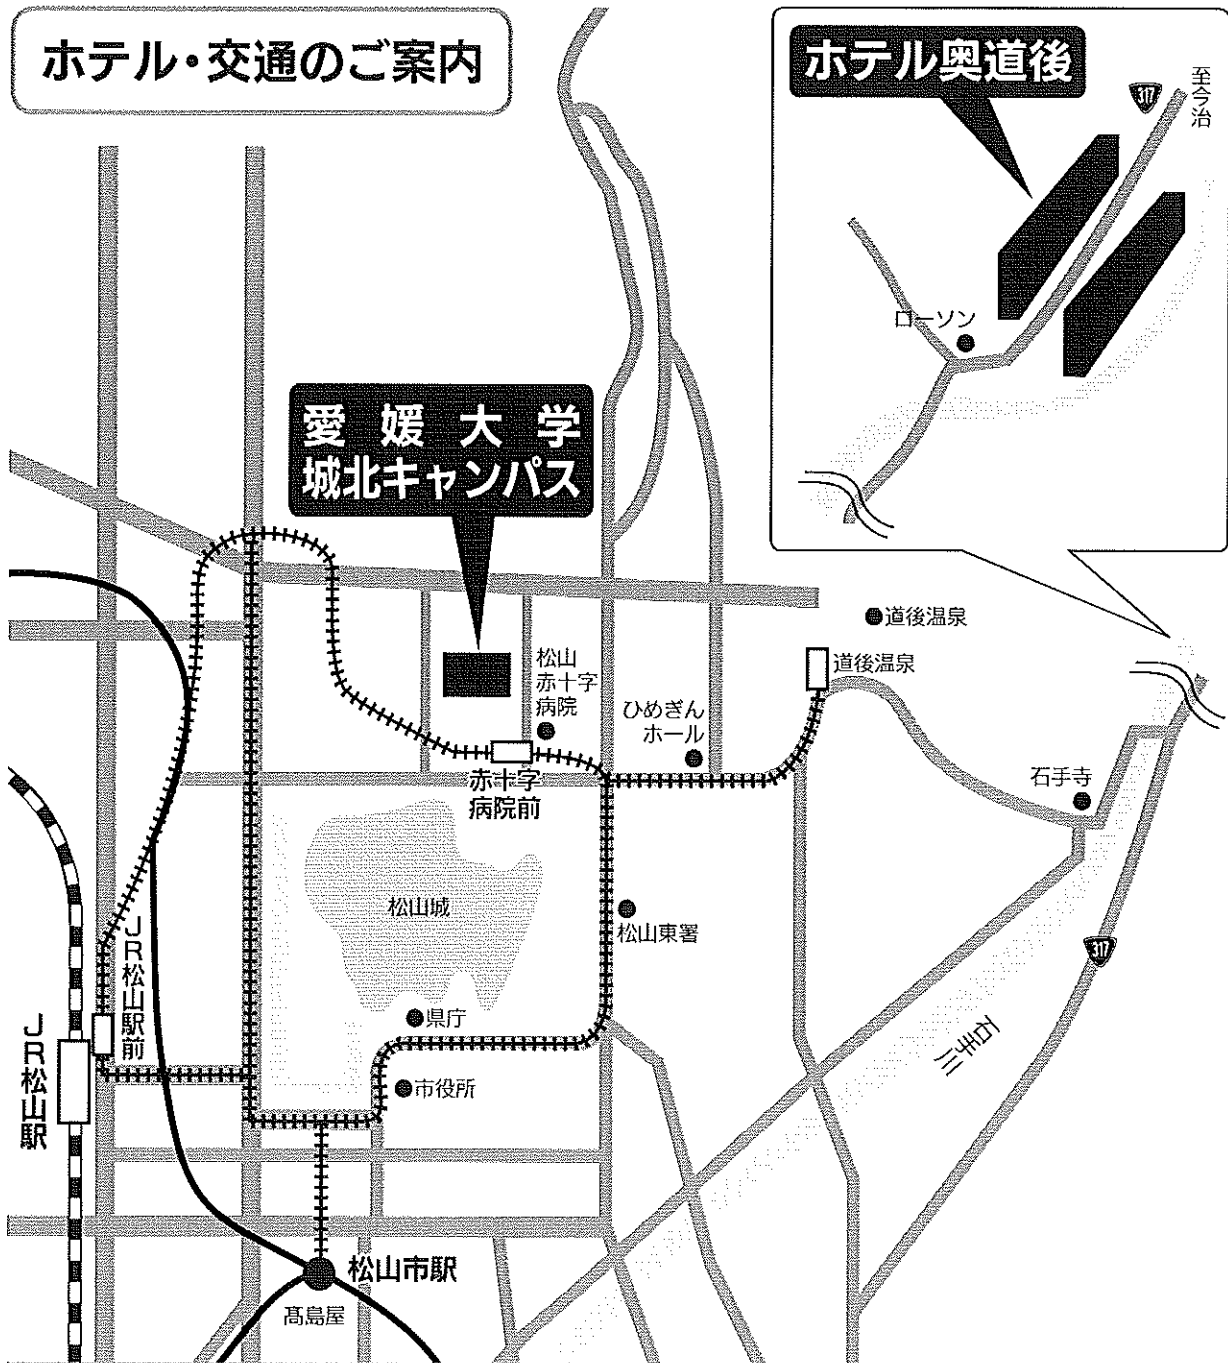 ホテル・交通のご案内
ホテル奥道後
317
至今治
ローソン
愛媛大学
城北キャンパス
道後温泉
道後温泉
松山
赤十字
病院
ひめぎん
ホール
赤十字
病院前
石手寺
松山城
松山東署
317
JR松山駅前
県庁
石手川
JR松山駅
市役所
松山市駅
髙島屋